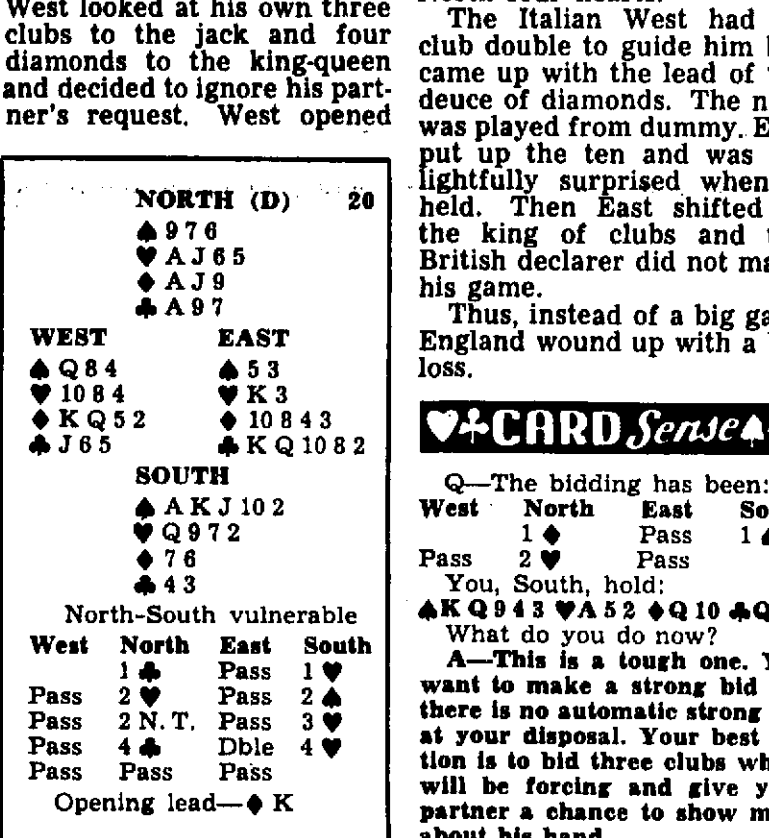 West looked at his own three
clubs to the jack and four
diamonds to the king-queen
and decided to ignore his part-
ner's request. West opened
NORTH (D) 20
♠ 9 7 6
♥ A J 6 5
♦ A J 9
♣ A 9 7
WEST EAST
♠ Q 8 4 ♠ 5 3
♥ 10 8 4 ♥ K 3
♦ K Q 5 2 ♦ 10 8 4 3
♣ J 6 5 ♣ K Q 10 8 2
SOUTH
♠ A K J 10 2
♥ Q 9 7 2
♦ 7 6
♣ 4 3
North-South vulnerable
West North East South
1 ♣ Pass 1 ♥
Pass 2 ♥ Pass 2 ♠
Pass 2 N.T. Pass 3 ♥
Pass 4 ♣ Dble 4 ♥
Pass Pass Pass
Opening lead—♦ K
The Italian West had
club double to guide him
came up with the lead of
deuce of diamonds. The
was played from dummy.
put up the ten and was
lightfully surprised when
held. Then East shifted
the king of clubs and
British declarer did not
his game.
Thus, instead of a big
England wound up with a
loss.
♥♣CARD Sense♠
Q—The bidding has been:
West North East
1 ♦ Pass 1 ♠
Pass 2 ♥ Pass
You, South, hold:
♠K Q 9 4 3 ♥A 5 2 ♦Q 10 ♣Q
What do you do now?
A—This is a tough one.
want to make a strong bid
there is no automatic strong
at your disposal. Your best
tion is to bid three clubs
will be forcing and give
partner a chance to show
about his hand.